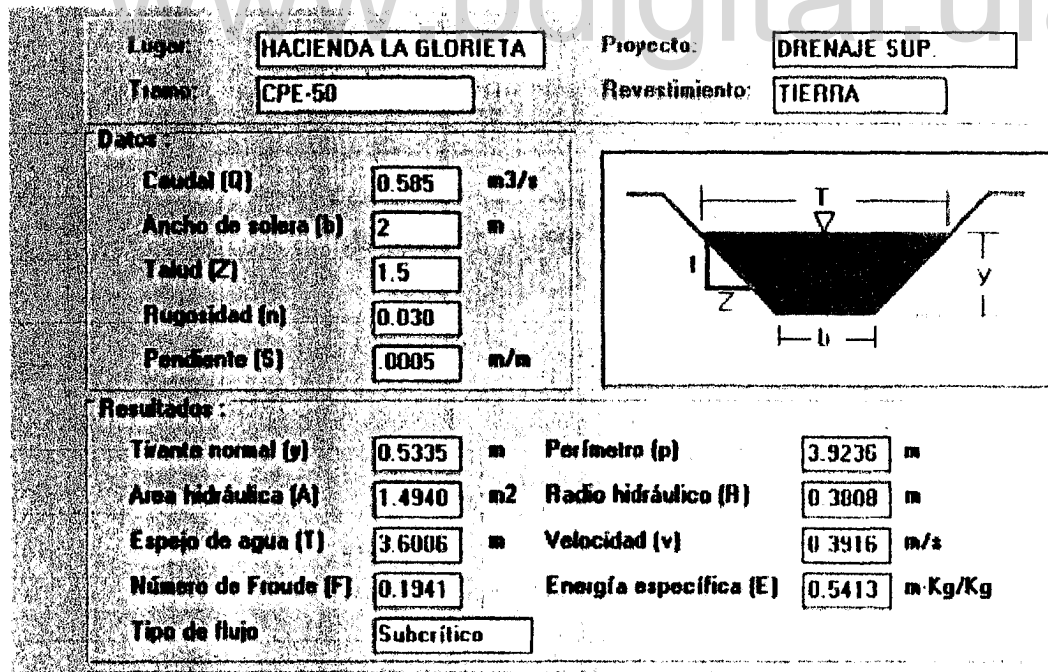 www.bdigital.ula
Lugar: HACIENDA LA GLORIETA Proyecto: DRENAJE SUP.
Tramo: CPE-50 Revestimiento: TIERRA
Datos :
Caudal (Q) 0.585 m3/s
Ancho de solera (b) 2 m
Talud (Z) 1.5
Rugosidad (n) 0.030
Pendiente (S) .0005 m/m
T
1
Z
y
b
Resultados :
Tirante normal (y) 0.5335 m Perímetro (p) 3.9236 m
Area hidráulica (A) 1.4940 m2 Radio hidráulico (R) 0.3808 m
Espejo de agua (T) 3.6006 m Velocidad (v) 0.3916 m/s
Número de Froude (F) 0.1941 Energía específica (E) 0.5413 m-Kg/Kg
Tipo de flujo Subcrítico